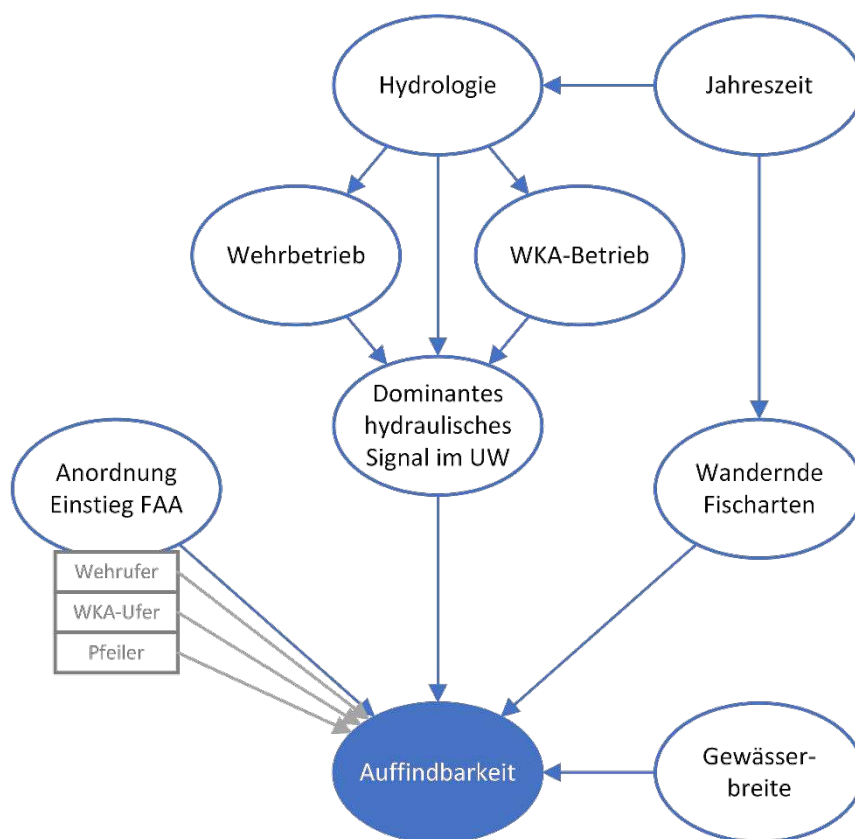 Hydrologie
Jahreszeit
Wehrbetrieb
WKA-Betrieb
Dominantes
hydraulisches
Signal im UW
Anordnung
Einstieg FAA
Wandernde
Fischarten
Wehrufer
WKA-Ufer
Pfeiler
Auffindbarkeit
Gewässer-
breite